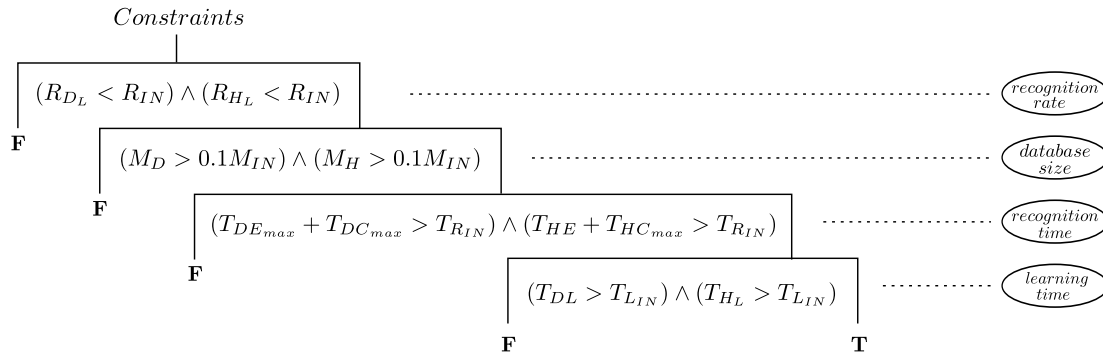 Constraints
(R_{D_L} < R_{IN}) ∧ (R_{H_L} < R_{IN})
recognition
rate
F
(M_D > 0.1M_{IN}) ∧ (M_H > 0.1M_{IN})
database
size
F
(T_{DE_{max}} + T_{DC_{max}} > T_{R_{IN}}) ∧ (T_{HE} + T_{HC_{max}} > T_{R_{IN}})
recognition
time
F
(T_{DL} > T_{L_{IN}}) ∧ (T_{H_L} > T_{L_{IN}})
learning
time
F T